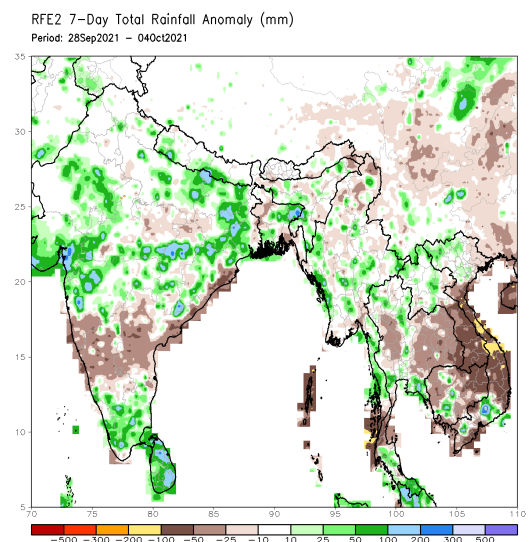 RFE2 7-Day Total Rainfall Anomaly (mm)
Period: 28Sep2021 - 04Oct2021
35
30
25
20
15
10
5
70 75 80 85 90 95 100 105 110
-500 -300 -200 -100 -50 -25 -10 10 25 50 100 200 300 500